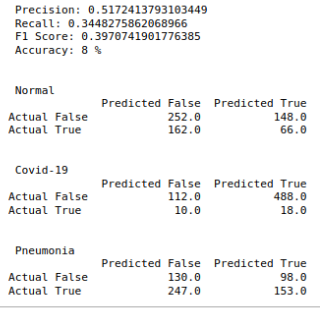 Precision: 0.5172413793103449
Recall: 0.3448275862068966
F1 Score: 0.3970741901776385
Accuracy: 8 %
Normal
Predicted False Predicted True
Actual False 252.0 148.0
Actual True 162.0 66.0
Covid-19
Predicted False Predicted True
Actual False 112.0 488.0
Actual True 10.0 18.0
Pneumonia
Predicted False Predicted True
Actual False 130.0 98.0
Actual True 247.0 153.0